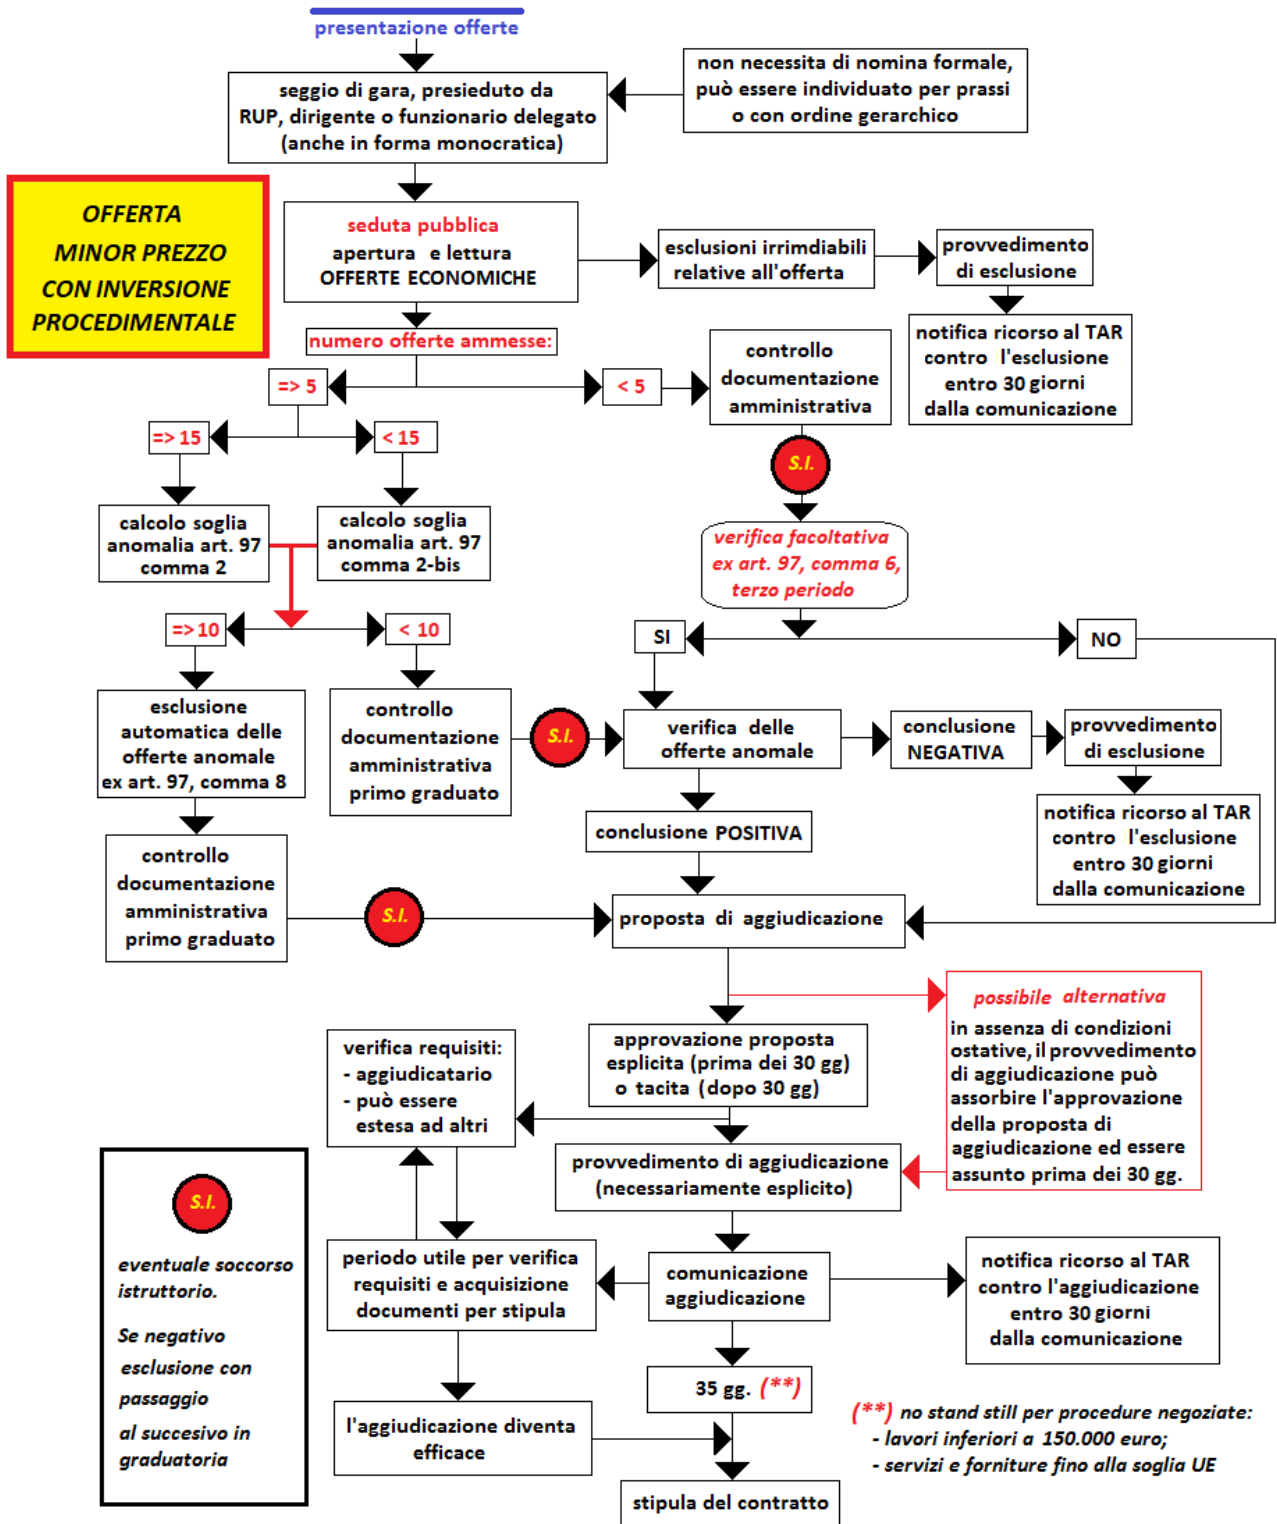 presentazione offerte
seggio di gara, presieduto da
RUP, dirigente o funzionario delegato
(anche in forma monocratica)
non necessita di nomina formale,
può essere individuato per prassi
o con ordine gerarchico
OFFERTA
MINOR PREZZO
CON INVERSIONE
PROCEDIMENTALE
seduta pubblica
apertura e lettura
OFFERTE ECONOMICHE
esclusioni irrimdiabili
relative all'offerta
provvedimento
di esclusione
notifica ricorso al TAR
contro l'esclusione
entro 30 giorni
dalla comunicazione
numero offerte ammesse:
=> 5
< 5
controllo
documentazione
amministrativa
=> 15
< 15
S.I.
calcolo soglia
anomalia art. 97
comma 2
calcolo soglia
anomalia art. 97
comma 2-bis
verifica facoltativa
ex art. 97, comma 6,
terzo periodo
=> 10
< 10
SI
NO
esclusione
automatica delle
offerte anomale
ex art. 97, comma 8
controllo
documentazione
amministrativa
primo graduato
S.I.
verifica delle
offerte anomale
conclusione
NEGATIVA
provvedimento
di esclusione
notifica ricorso al TAR
contro l'esclusione
entro 30 giorni
dalla comunicazione
conclusione POSITIVA
controllo
documentazione
amministrativa
primo graduato
S.I.
proposta di aggiudicazione
possibile alternativa
in assenza di condizioni
ostative, il provvedimento
di aggiudicazione può
assorbire l'approvazione
della proposta di
aggiudicazione ed essere
assunto prima dei 30 gg.
approvazione proposta
esplicita (prima dei 30 gg)
o tacita (dopo 30 gg)
verifica requisiti:
- aggiudicatario
- può essere
estesa ad altri
provvedimento di aggiudicazione
(necessariamente esplicito)
S.I.
eventuale soccorso
istruttorio.
Se negativo
esclusione con
passaggio
al succesivo in
graduatoria
periodo utile per verifica
requisiti e acquisizione
documenti per stipula
comunicazione
aggiudicazione
notifica ricorso al TAR
contro l'aggiudicazione
entro 30 giorni
dalla comunicazione
35 gg. (**)
l'aggiudicazione diventa
efficace
(**) no stand still per procedure negoziate:
- lavori inferiori a 150.000 euro;
- servizi e forniture fino alla soglia UE
stipula del contratto